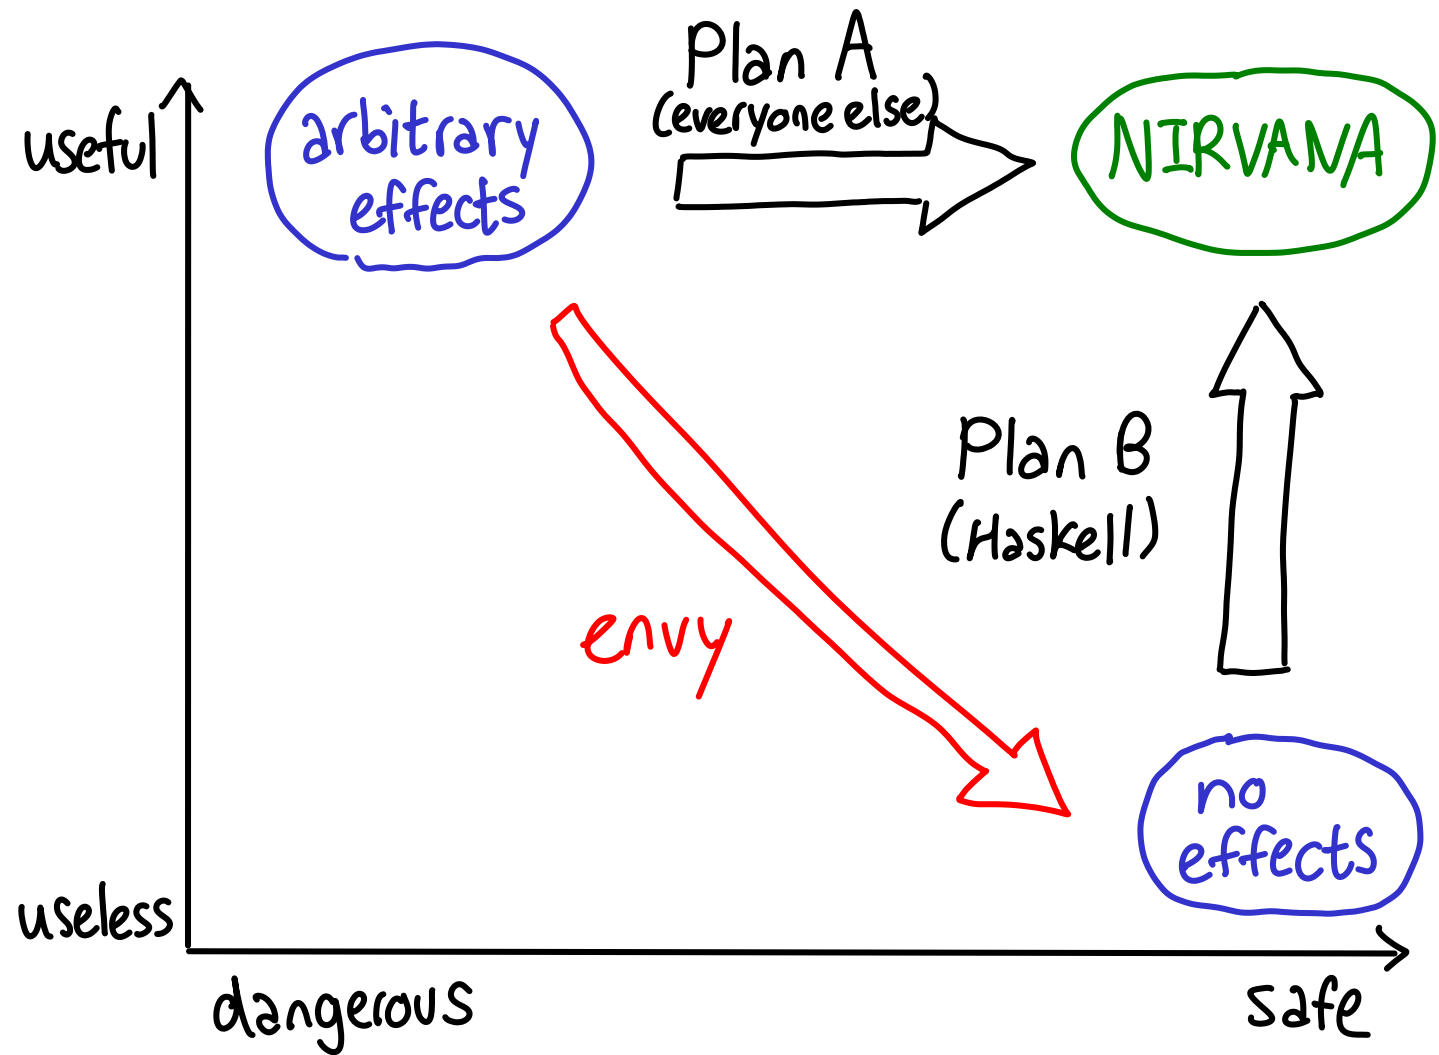 useful
arbitrary
effects
Plan A
(everyone else)
NIRVANA
envy
Plan B
(Haskell)
no
effects
useless
dangerous
safe